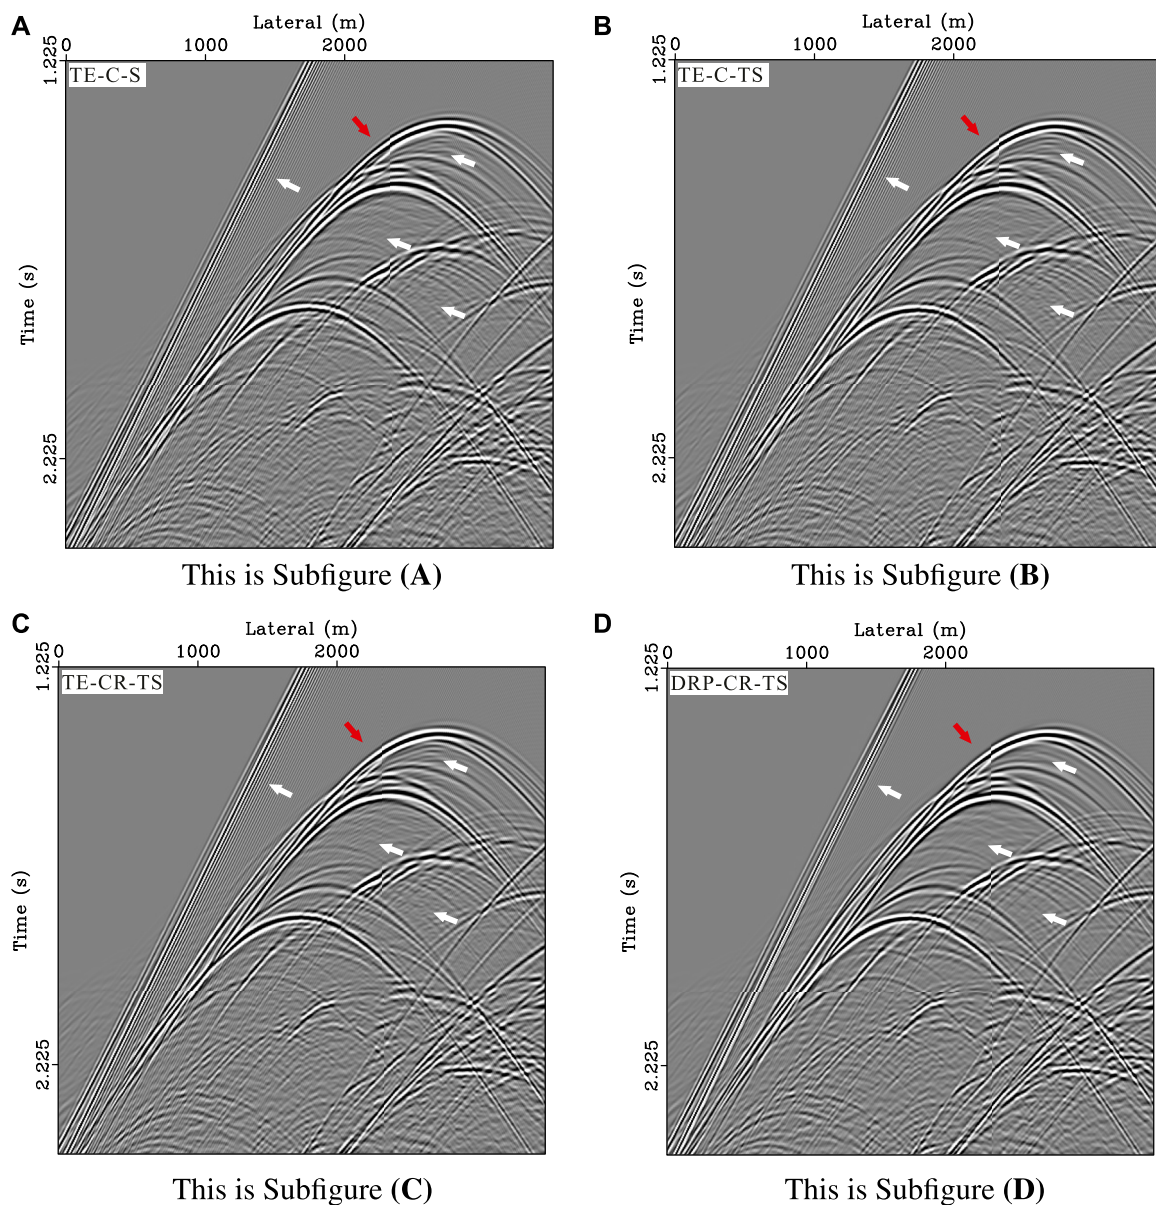 A
Lateral (m)
0 1000 2000
1.225
TE-C-S
Time (s)
2.225
This is Subfigure (A)
B
Lateral (m)
0 1000 2000
1.225
TE-C-TS
Time (s)
2.225
This is Subfigure (B)
C
Lateral (m)
0 1000 2000
1.225
TE-CR-TS
Time (s)
2.225
This is Subfigure (C)
D
Lateral (m)
0 1000 2000
1.225
DRP-CR-TS
Time (s)
2.225
This is Subfigure (D)